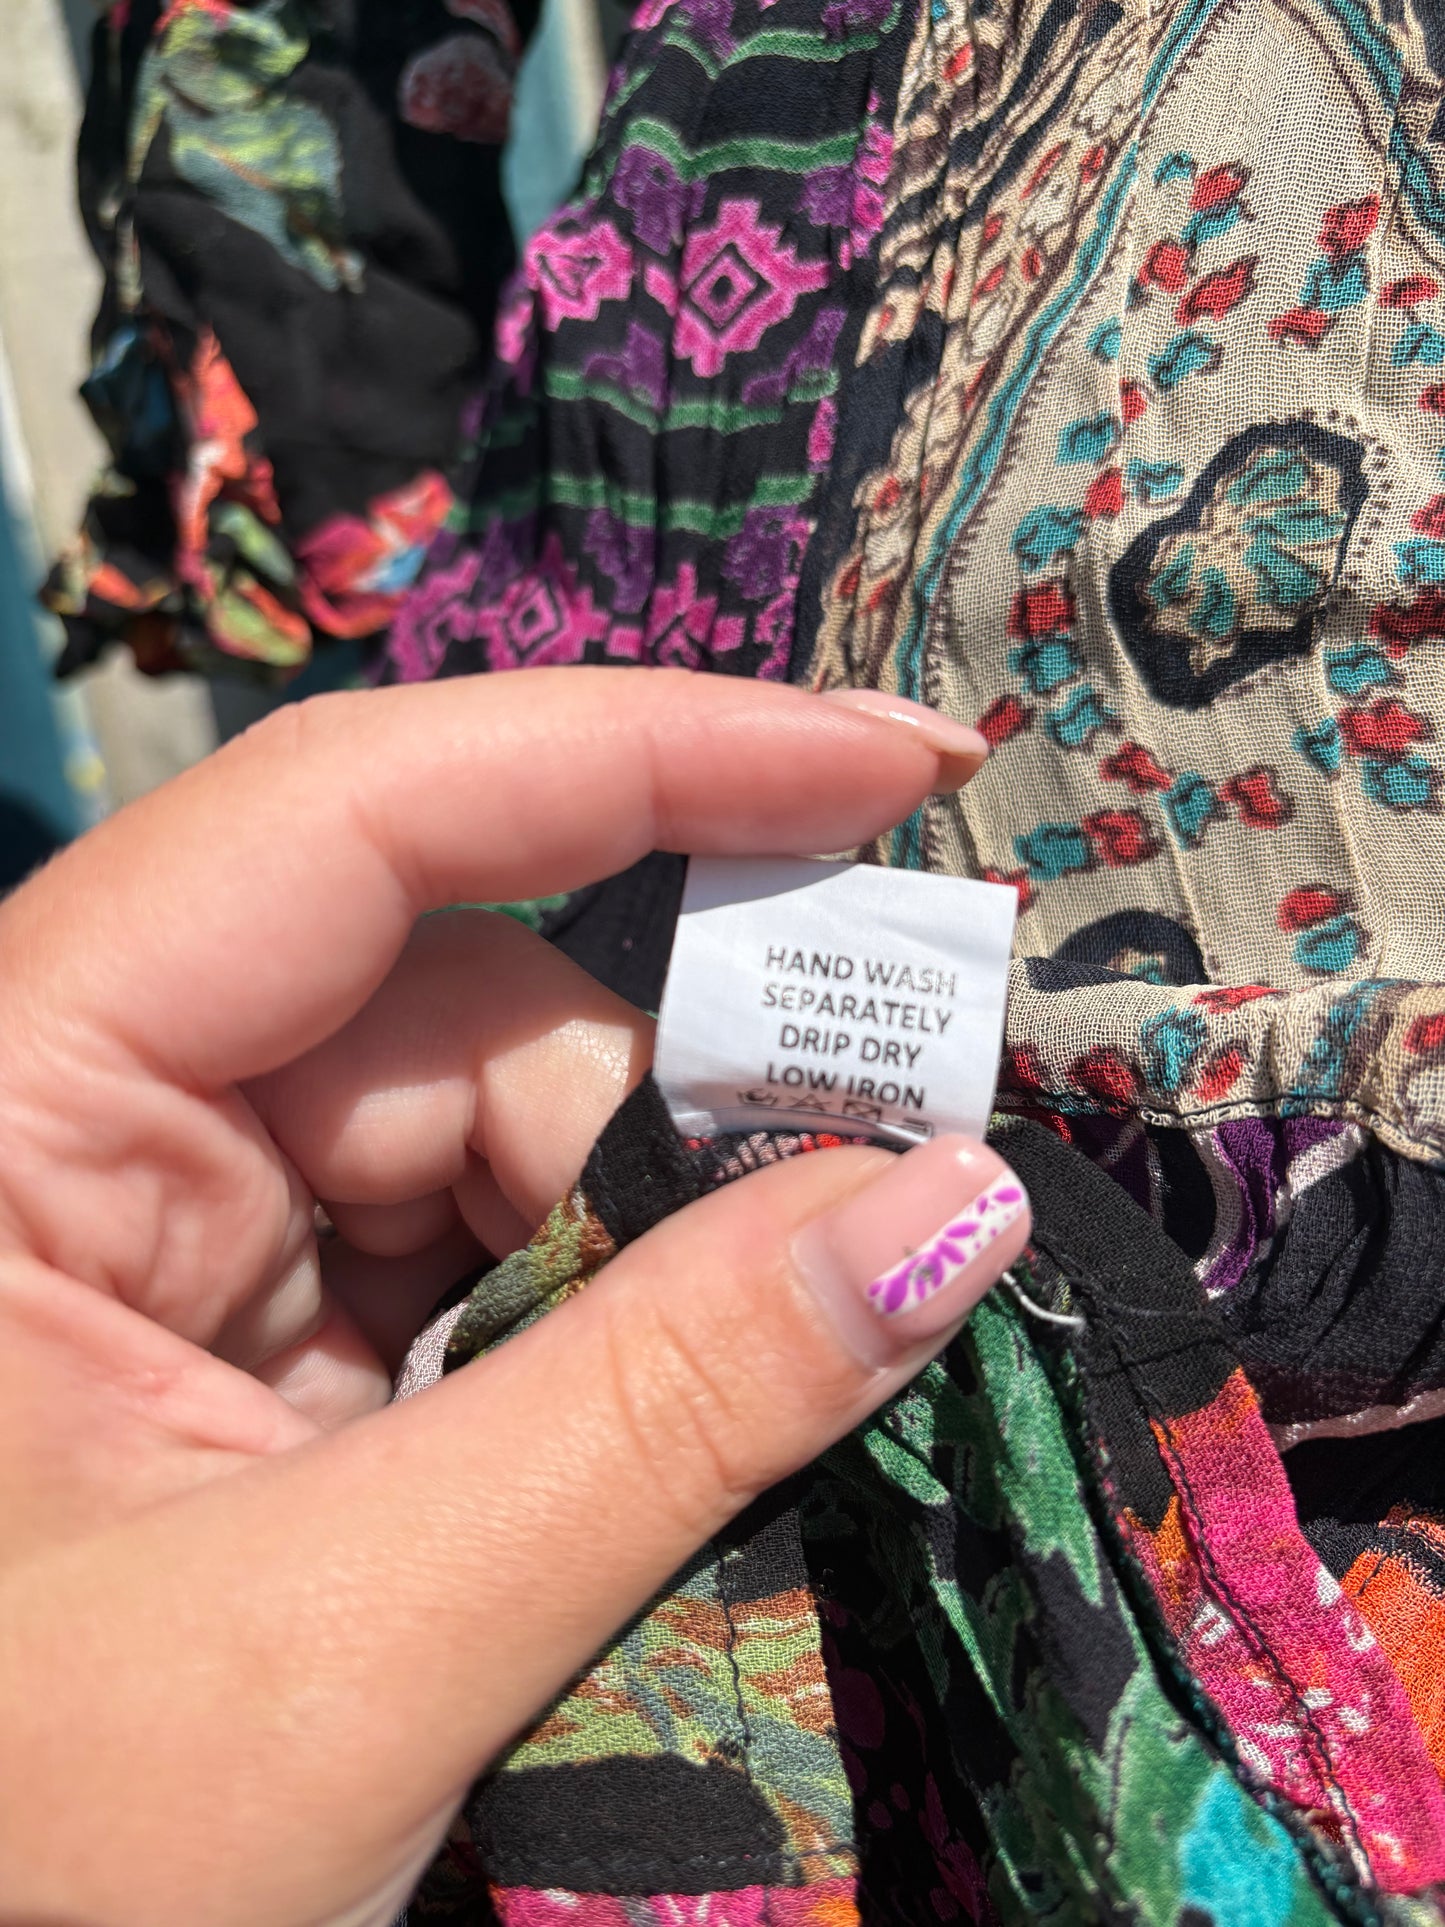 HAND WASH
SEPARATELY
DRIP DRY
LOW IRON